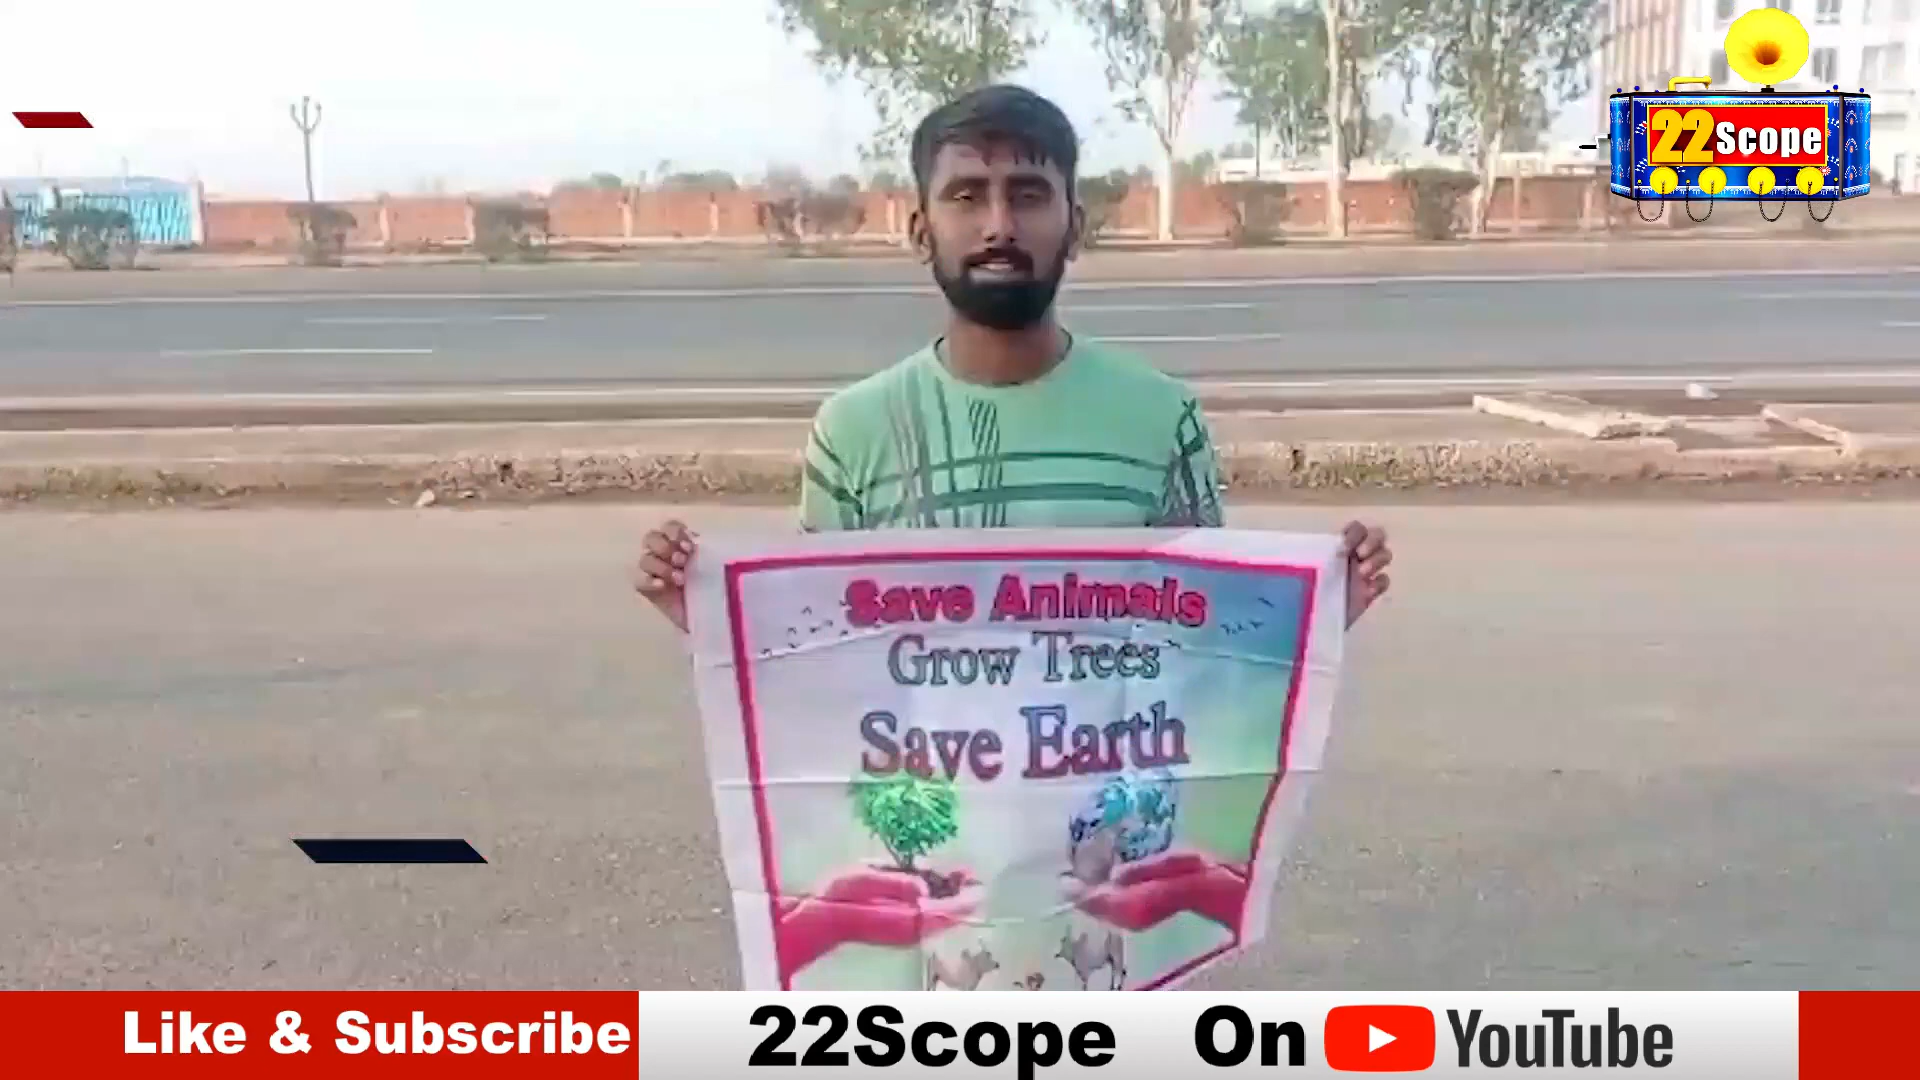 22Scope
Save Animals
Grow Trees
Save Earth
Like & Subscribe 22Scope On YouTube